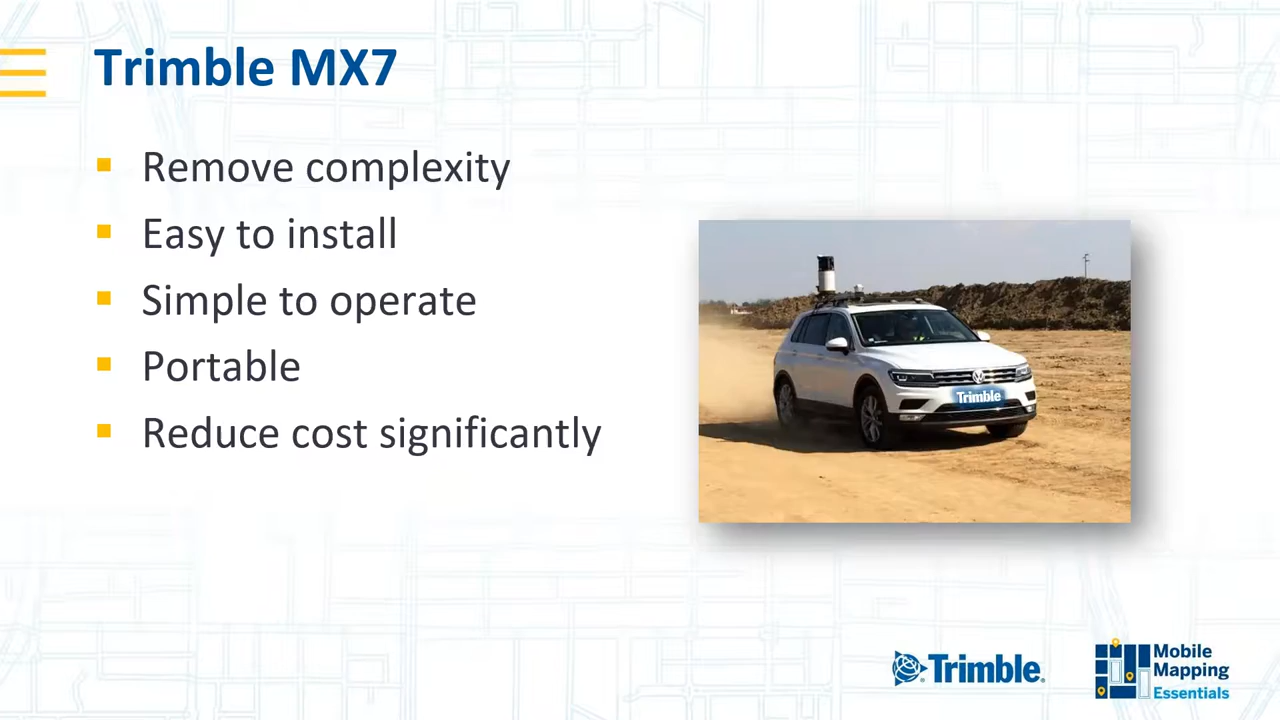 Trimble MX7
Remove complexity
Easy to install
Simple to operate
Portable
Reduce cost significantly
Trimble
Trimble
Mobile
Mapping
Essentials